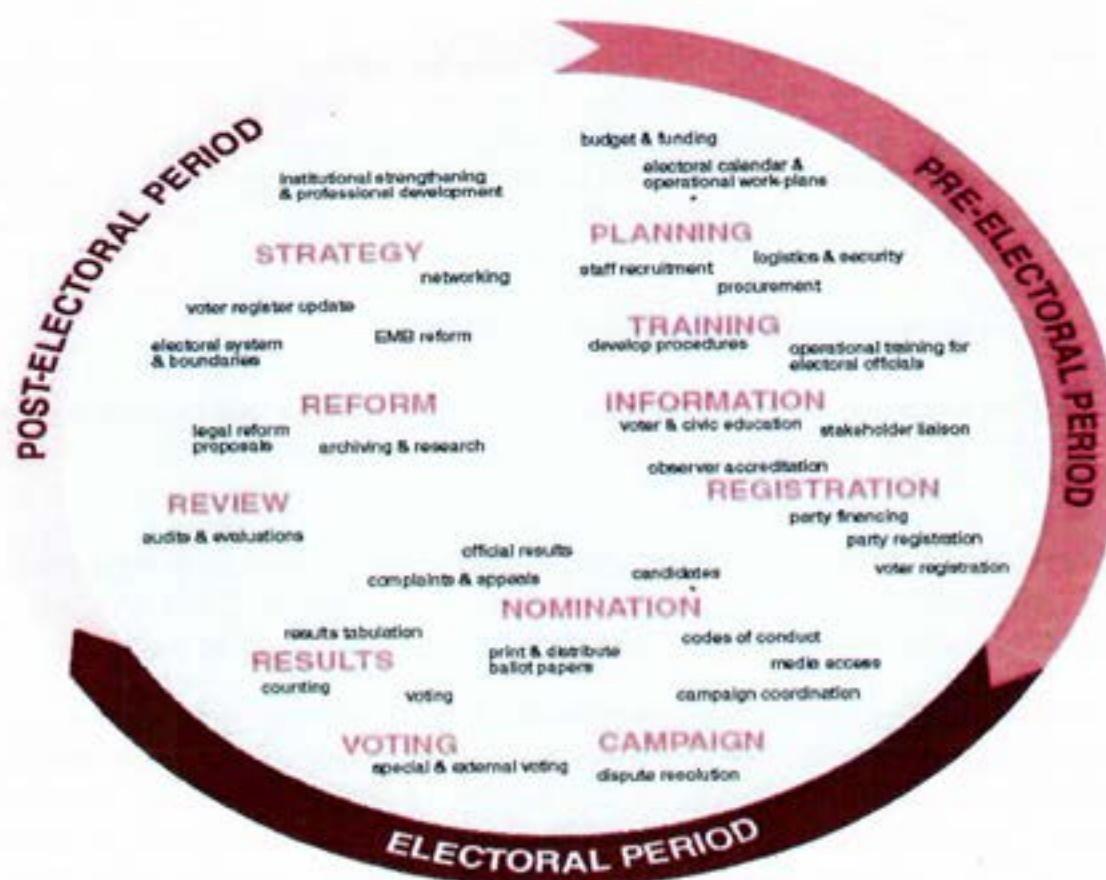 PRE-ELECTORAL PERIOD
budget & funding
electoral calendar &
operational work-plans
PLANNING
logistics & security
staff recruitment
procurement
TRAINING
develop procedures
operational training for
electoral officials
INFORMATION
voter & civic education
stakeholder liaison
observer accreditation
REGISTRATION
party financing
party registration
voter registration
ELECTORAL PERIOD
candidates
NOMINATION
print & distribute
ballot papers
codes of conduct
media access
campaign coordination
CAMPAIGN
dispute resolution
VOTING
special & external voting
voting
RESULTS
counting
results tabulation
complaints & appeals
official results
POST-ELECTORAL PERIOD
REVIEW
audits & evaluations
REFORM
archiving & research
legal reform
proposals
electoral system
& boundaries
EMB reform
voter register update
STRATEGY
networking
institutional strengthening
& professional development